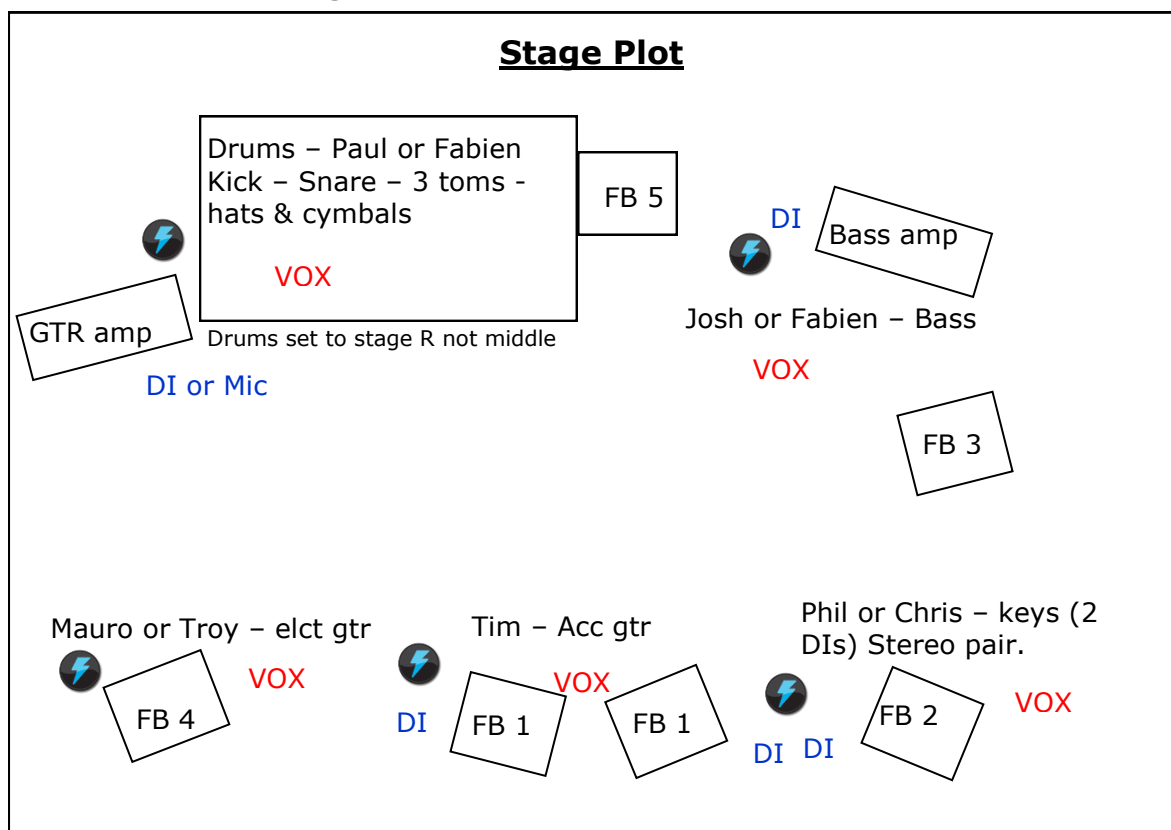 Stage Plot
Drums – Paul or Fabien
Kick – Snare – 3 toms -
hats & cymbals
VOX
FB 5
DI
Bass amp
GTR amp
Drums set to stage R not middle
DI or Mic
Josh or Fabien – Bass
VOX
FB 3
Mauro or Troy – elct gtr
VOX
FB 4
Tim – Acc gtr
VOX
DI
FB 1
FB 1
Phil or Chris – keys (2
DIs) Stereo pair.
FB 2
VOX
DI
DI